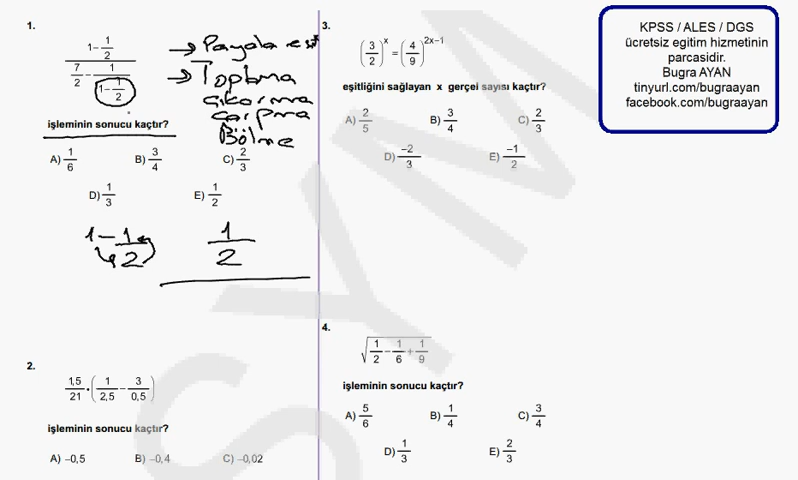 1.
1 - 1/2
7/2 - 1/(1 - 1/2)
işleminin sonucu kaçtır?
A) 1/6 B) 3/4 C) 2/3
D) 1/3 E) 1/2
→ Payda eşit
→ Toplama
Çıkarma
Çarpma
Bölme
1 - 1/2
1/2
2.
1,5/21 . (1/2,5 - 3/0,5)
işleminin sonucu kaçtır?
A) -0,5 B) -0,4 C) -0,02
3.
(3/2)^x = (4/9)^2x-1
eşitliğini sağlayan x gerçel sayısı kaçtır?
A) 2/5 B) 3/4 C) 2/3
D) -2/3 E) -1/2
4.
√(1/2 - 1/6 + 1/9)
işleminin sonucu kaçtır?
A) 5/6 B) 1/4 C) 3/4
D) 1/3 E) 2/3
KPSS / ALES / DGS
ücretsiz egitim hizmetinin
parcasidir.
Bugra AYAN
tinyurl.com/bugraayan
facebook.com/bugraayan